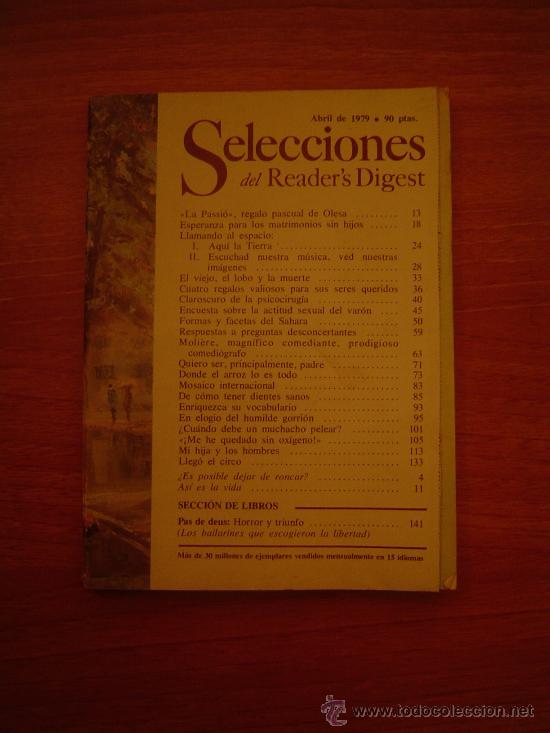 Abril de 1979 • 90 ptas.
Selecciones
del Reader's Digest
«La Passió», regalo pascual de Olesa ......... 13
Esperanza para los matrimonios sin hijos ...... 18
Llamando al espacio:
I. Aquí la Tierra ........................ 24
II. Escuchad nuestra música, ved nuestras
imágenes ............................. 28
El viejo, el lobo y la muerte .................. 33
Cuatro regalos valiosos para sus seres queridos 36
Claroscuro de la psicocirugía .................. 40
Encuesta sobre la actitud sexual del varón .... 45
Formas y facetas del Sahara .................. 50
Respuestas a preguntas desconcertantes ....... 59
Molière, magnífico comediante, prodigioso
comediógrafo ............................. 63
Quiero ser, principalmente, padre ............. 71
Donde el arroz lo es todo .................... 73
Mosaico internacional ........................ 83
De cómo tener dientes sanos ................. 85
Enriquezca su vocabulario .................... 93
En elogio del humilde gorrión ................ 95
¿Cuándo debe un muchacho pelear? .......... 101
«¡Me he quedado sin oxígeno!» ............... 105
Mi hija y los hombres ........................ 113
Llegó el circo ................................ 133
¿Es posible dejar de roncar? .................. 4
Así es la vida ................................ 11
SECCIÓN DE LIBROS
Pas de deus: Horror y triunfo ................. 141
(Los bailarines que escogieron la libertad)
Más de 30 millones de ejemplares vendidos mensualmente en 15 idiomas
www.todocoleccion.net